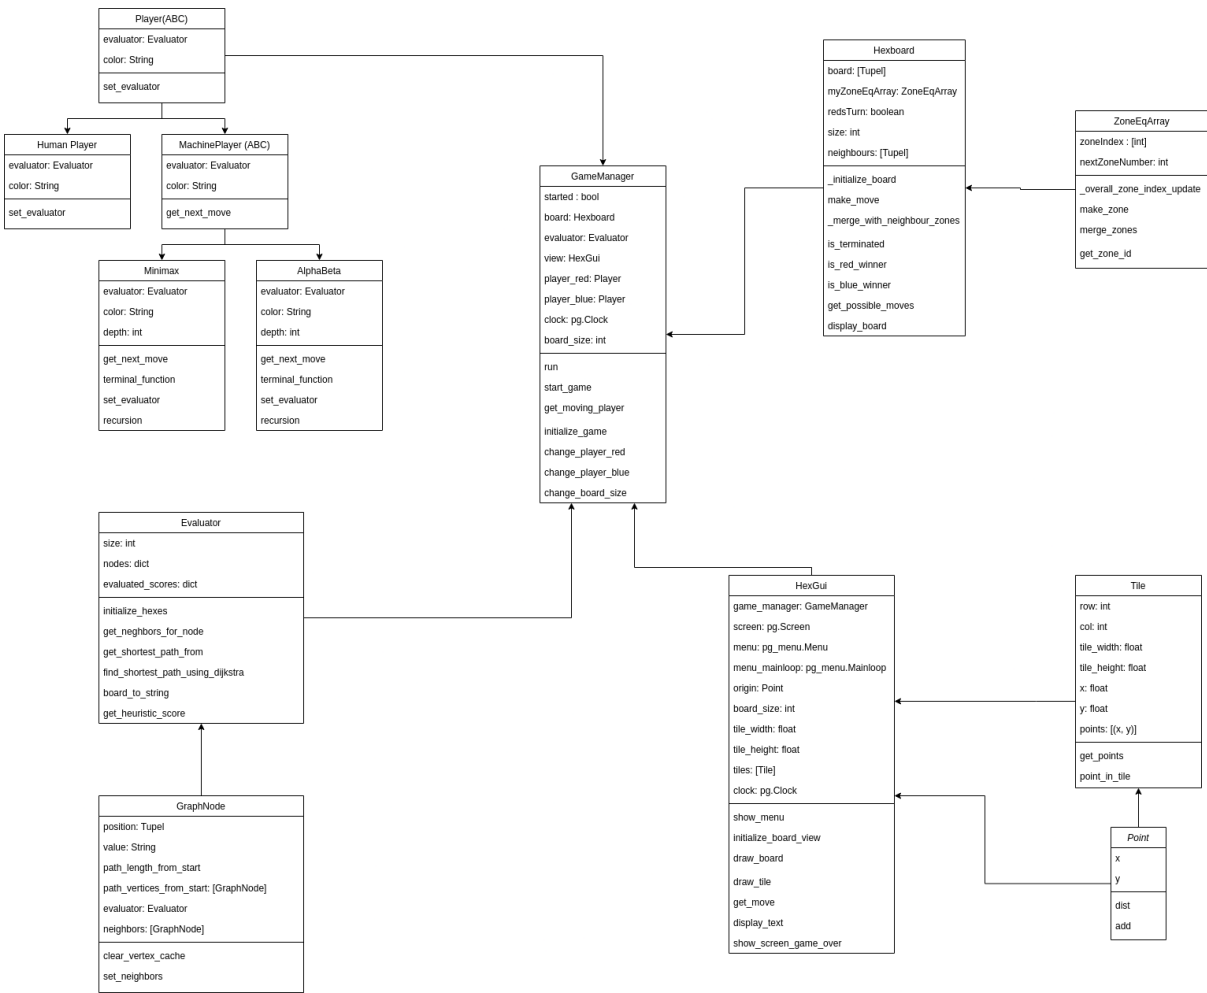 Player(ABC)
evaluator: Evaluator
color: String
set_evaluator
Human Player
evaluator: Evaluator
color: String
set_evaluator
MachinePlayer (ABC)
evaluator: Evaluator
color: String
get_next_move
Minimax
evaluator: Evaluator
color: String
depth: int
get_next_move
terminal_function
set_evaluator
recursion
AlphaBeta
evaluator: Evaluator
color: String
depth: int
get_next_move
terminal_function
set_evaluator
recursion
GameManager
started : bool
board: Hexboard
evaluator: Evaluator
view: HexGui
player_red: Player
player_blue: Player
clock: pg.Clock
board_size: int
run
start_game
get_moving_player
initialize_game
change_player_red
change_player_blue
change_board_size
Hexboard
board: [Tupel]
myZoneEqArray: ZoneEqArray
redsTurn: boolean
size: int
neighbours: [Tupel]
_initialize_board
make_move
_merge_with_neighbour_zones
is_terminated
is_red_winner
is_blue_winner
get_possible_moves
display_board
ZoneEqArray
zoneIndex : [int]
nextZoneNumber: int
_overall_zone_index_update
make_zone
merge_zones
get_zone_id
Evaluator
size: int
nodes: dict
evaluated_scores: dict
initialize_hexes
get_neghbors_for_node
get_shortest_path_from
find_shortest_path_using_dijkstra
board_to_string
get_heuristic_score
GraphNode
position: Tupel
value: String
path_length_from_start
path_vertices_from_start: [GraphNode]
evaluator: Evaluator
neighbors: [GraphNode]
clear_vertex_cache
set_neighbors
HexGui
game_manager: GameManager
screen: pg.Screen
menu: pg_menu.Menu
menu_mainloop: pg_menu.Mainloop
origin: Point
board_size: int
tile_width: float
tile_height: float
tiles: [Tile]
clock: pg.Clock
show_menu
initialize_board_view
draw_board
draw_tile
get_move
display_text
show_screen_game_over
Tile
row: int
col: int
tile_width: float
tile_height: float
x: float
y: float
points: [(x, y)]
get_points
point_in_tile
Point
x
y
dist
add